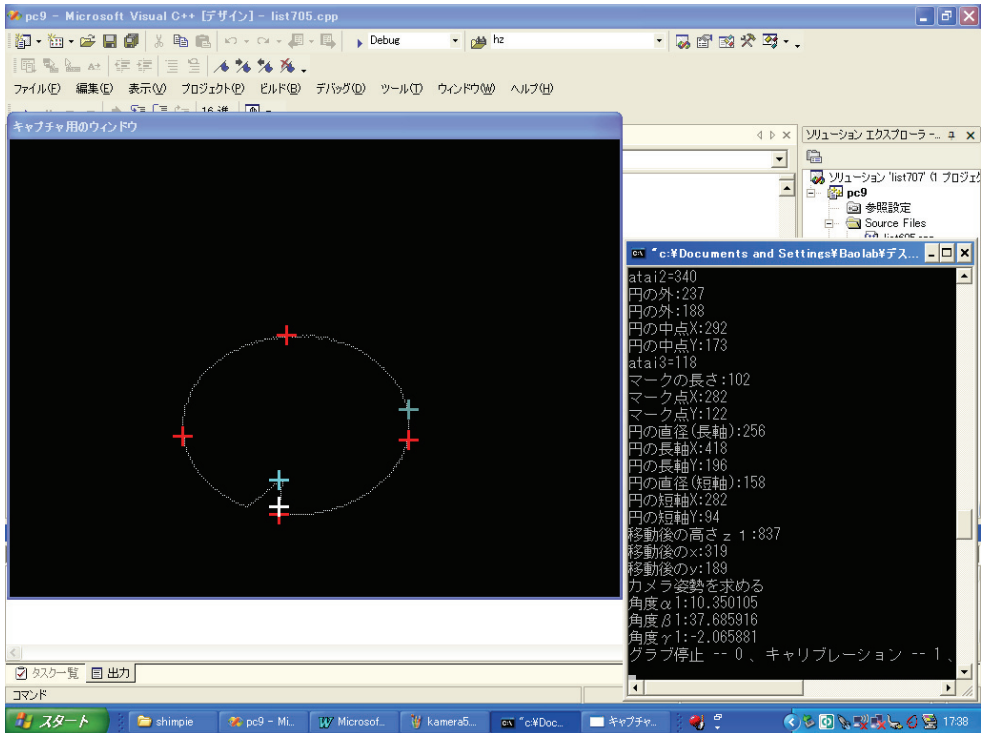 pc9 - Microsoft Visual C++ [デザイン] - list705.cpp
Debug
hz
ファイル(F) 編集(E) 表示(V) プロジェクト(P) ビルド(B) デバッグ(D) ツール(T) ウィンドウ(W) ヘルプ(H)
16 進
キャプチャ用のウィンドウ
ソリューション エクスプローラ -...
ソリューション 'list707' (1 プロジェ
pc9
参照設定
Source Files
"c:¥Documents and Settings¥Baolab¥デス...
atai2=340
円の外:237
円の外:188
円の中点X:292
円の中点Y:173
atai3=118
マークの長さ:102
マーク点X:282
マーク点Y:122
円の直径(長軸):256
円の長軸X:418
円の長軸Y:196
円の直径(短軸):158
円の短軸X:282
円の短軸Y:94
移動後の高さz1:837
移動後のx:319
移動後のy:189
カメラ姿勢を求める
角度α1:10.350105
角度β1:37.685916
角度γ1:-2.065881
グラブ停止 -- 0 、キャリブレーション -- 1 、
タスク一覧 出力
コマンド
スタート shimpie pc9 - Mi... Microsof... kamera5... "c:¥Doc... キャプチャ... 17:38